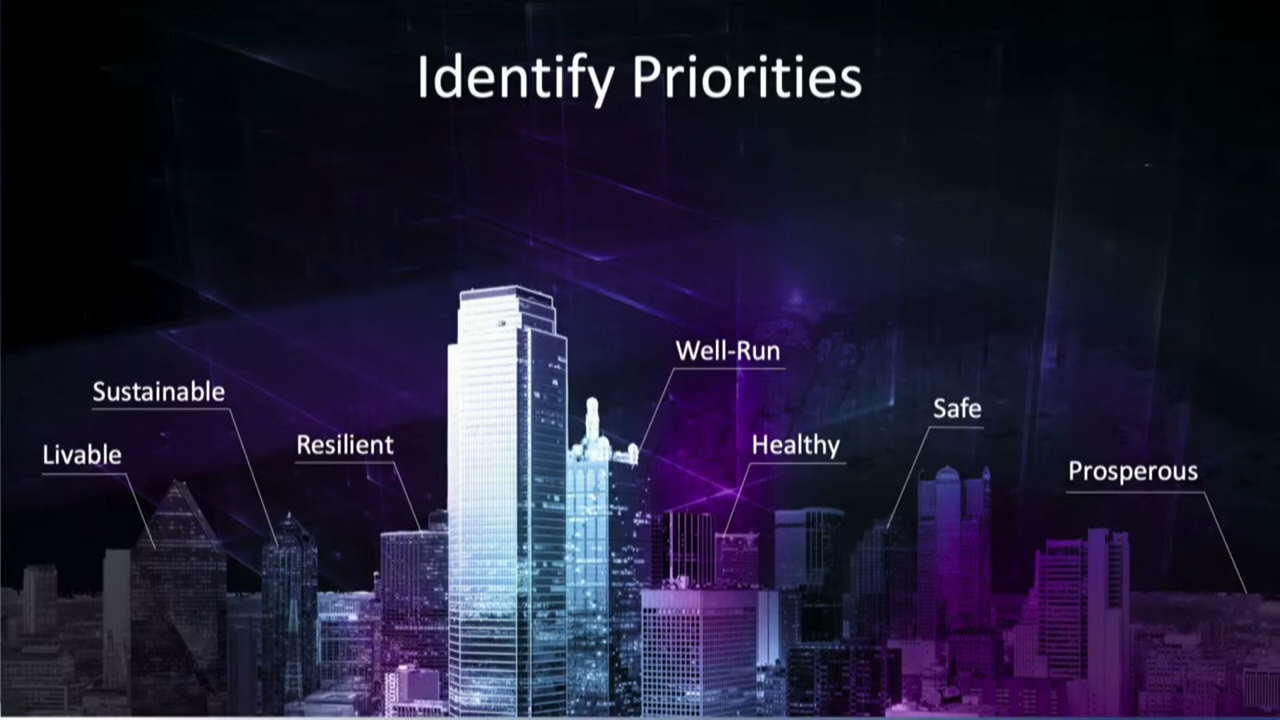 Identify Priorities
Well-Run
Sustainable
Safe
Livable
Resilient
Healthy
Prosperous